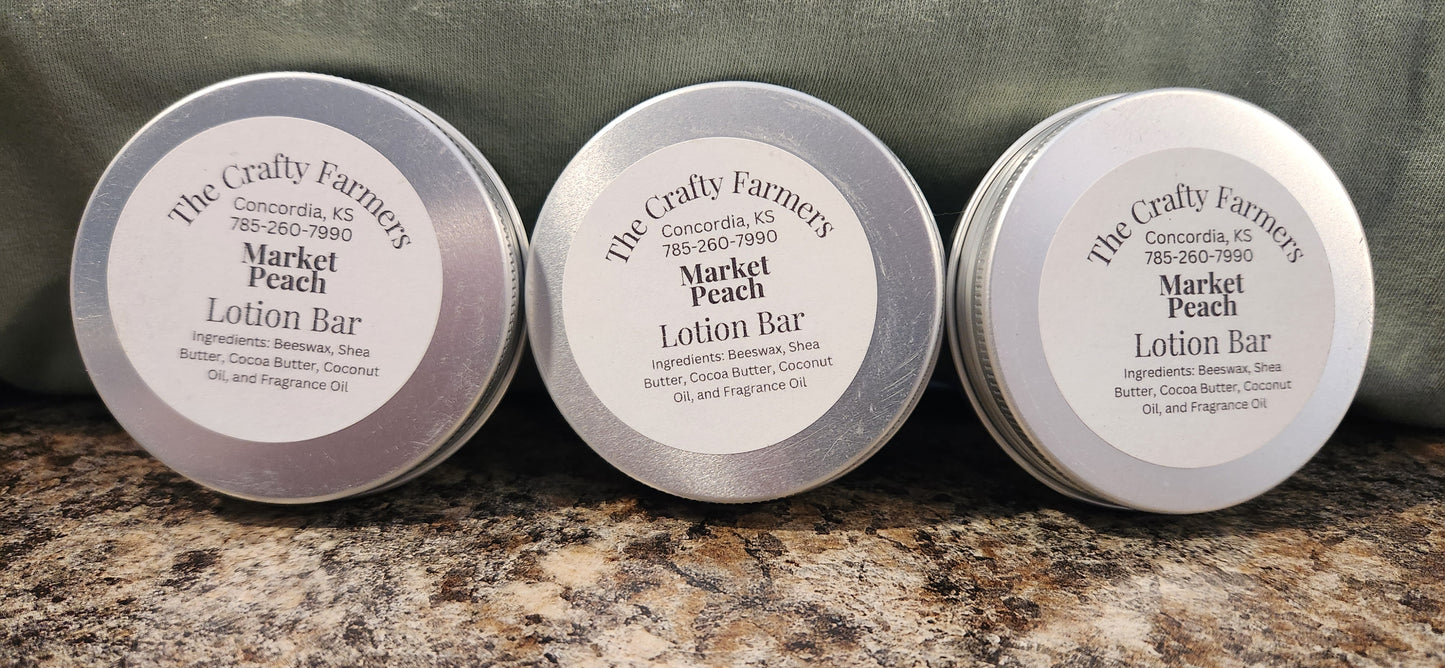 The Crafty Farmers
Concordia, KS
785-260-7990
Market
Peach
Lotion Bar
Ingredients: Beeswax, Shea
Butter, Cocoa Butter, Coconut
Oil, and Fragrance Oil
The Crafty Farmers
Concordia, KS
785-260-7990
Market
Peach
Lotion Bar
Ingredients: Beeswax, Shea
Butter, Cocoa Butter, Coconut
Oil, and Fragrance Oil
The Crafty Farmers
Concordia, KS
785-260-7990
Market
Peach
Lotion Bar
Ingredients: Beeswax, Shea
Butter, Cocoa Butter, Coconut
Oil, and Fragrance Oil